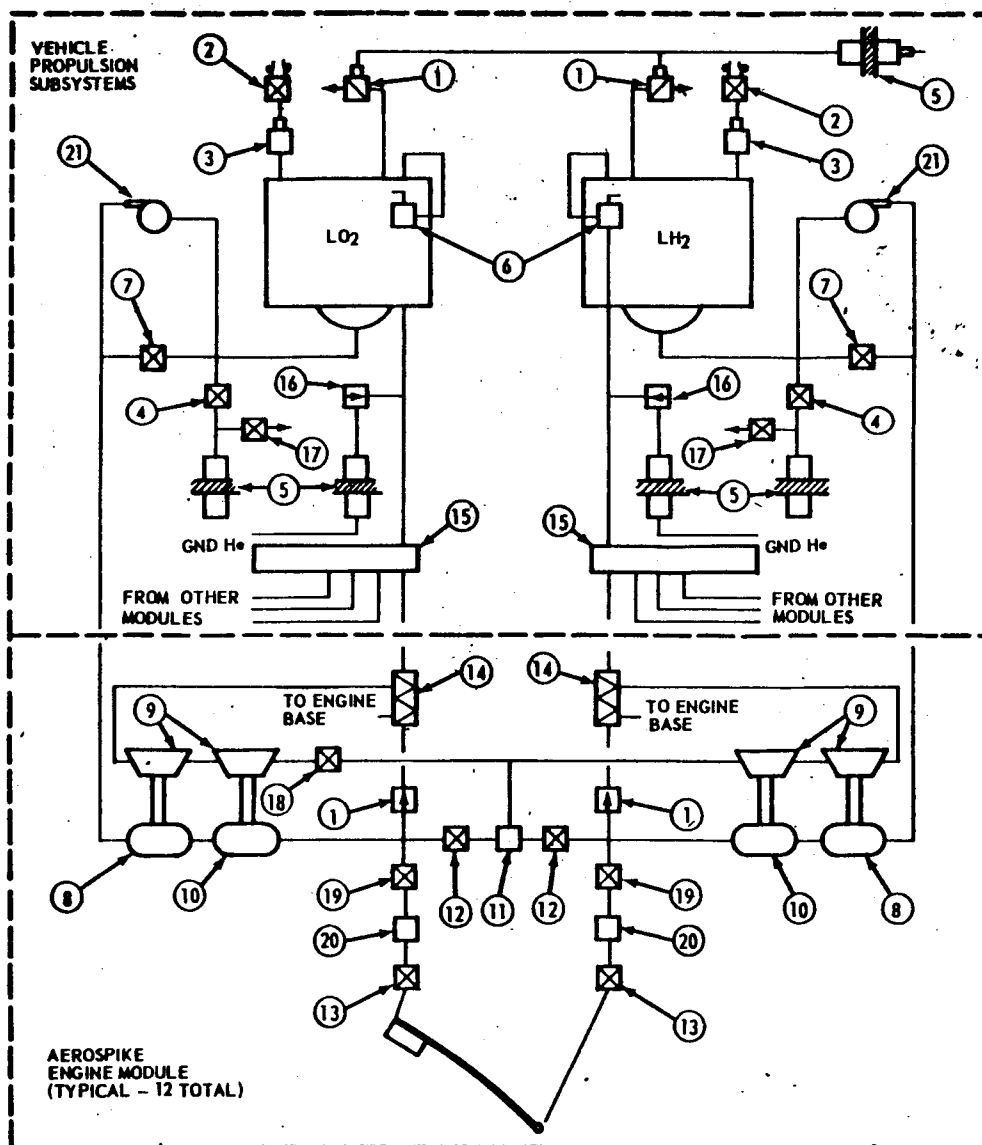 VEHICLE
PROPULSION
SUBSYSTEMS
2
1
1
2
5
3
3
21
21
LO2
LH2
6
7
7
16
16
4
4
17
17
5
5
15
15
GND He
GND He
FROM OTHER
MODULES
FROM OTHER
MODULES
14
14
TO ENGINE
BASE
TO ENGINE
BASE
9
9
18
1
1
8
10
12
11
12
10
8
19
19
20
20
13
13
AEROSPIKE
ENGINE MODULE
(TYPICAL – 12 TOTAL)